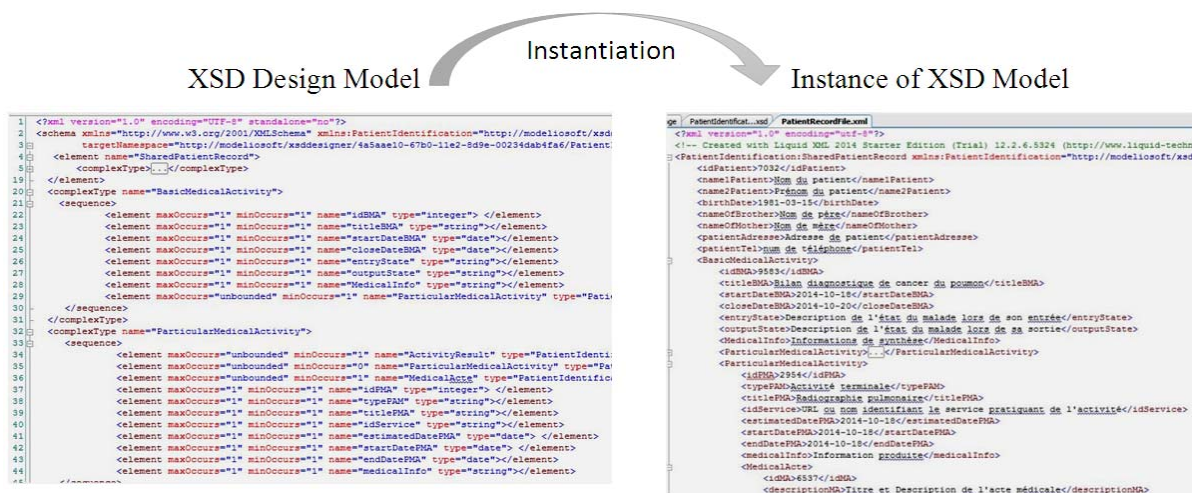 Instantiation
XSD Design Model
Instance of XSD Model
1 <?xml version="1.0" encoding="UTF-8" standalone="no"?>
2 <schema xmlns="http://www.w3.org/2001/XMLSchema" xmlns:PatientIdentification="http://modeliosoft/xsdd
3 targetNamespace="http://modeliosoft/xsddesigner/4a5aae10-67b0-11e2-8d9e-00234dab4fa6/Patient
4 <element name="SharedPatientRecord">
5 <complexType>...</complexType>
19 </element>
20 <complexType name="BasicMedicalActivity">
21 <sequence>
22 <element maxOccurs="1" minOccurs="1" name="idBMA" type="integer"> </element>
23 <element maxOccurs="1" minOccurs="1" name="titleBMA" type="string"></element>
24 <element maxOccurs="1" minOccurs="1" name="startDateBMA" type="date"></element>
25 <element maxOccurs="1" minOccurs="1" name="closeDateBMA" type="date"></element>
26 <element maxOccurs="1" minOccurs="1" name="entryState" type="string"></element>
27 <element maxOccurs="1" minOccurs="1" name="outputState" type="string"></element>
28 <element maxOccurs="1" minOccurs="1" name="MedicalInfo" type="string"></element>
29 <element maxOccurs="unbounded" minOccurs="1" name="ParticularMedicalActivity" type="Patie
30 </sequence>
31 </complexType>
32 <complexType name="ParticularMedicalActivity">
33 <sequence>
34 <element maxOccurs="unbounded" minOccurs="1" name="ActivityResult" type="PatientIdenti
35 <element maxOccurs="unbounded" minOccurs="0" name="ParticularMedicalActivity" type="Pat
36 <element maxOccurs="unbounded" minOccurs="1" name="MedicalActe" type="PatientIdentifica
37 <element maxOccurs="1" minOccurs="1" name="idPMA" type="integer"> </element>
38 <element maxOccurs="1" minOccurs="1" name="typePAM" type="string"></element>
39 <element maxOccurs="1" minOccurs="1" name="titlePMA" type="string"></element>
40 <element maxOccurs="1" minOccurs="1" name="idService" type="string"></element>
41 <element maxOccurs="1" minOccurs="1" name="estimatedDatePMA" type="date"> </element>
42 <element maxOccurs="1" minOccurs="1" name="startDatePMA" type="date"> </element>
43 <element maxOccurs="1" minOccurs="1" name="endDatePMA" type="date"></element>
44 <element maxOccurs="1" minOccurs="1" name="medicalInfo" type="string"></element>
ge PatientIdentificat...xsd PatientRecordFile.xml
<?xml version="1.0" encoding="utf-8"?>
<!-- Created with Liquid XML 2014 Starter Edition (Trial) 12.2.6.5324 (http://www.liquid-techn
<PatientIdentification:SharedPatientRecord xmlns:PatientIdentification="http://modeliosoft/xsd
<idPatient>7032</idPatient>
<name1Patient>Nom du patient</name1Patient>
<name2Patient>Prénom du patient</name2Patient>
<birthDate>1981-03-15</birthDate>
<nameOfBrother>Nom de père</nameOfBrother>
<nameOfMother>Nom de mère</nameOfMother>
<patientAdresse>Adresse de patient</patientAdresse>
<patientTel>num de téléphone</patientTel>
<BasicMedicalActivity>
<idBMA>9583</idBMA>
<titleBMA>Bilan diagnostique de cancer du poumon</titleBMA>
<startDateBMA>2014-10-18</startDateBMA>
<closeDateBMA>2014-10-20</closeDateBMA>
<entryState>Description de l'état du malade lors de son entrée</entryState>
<outputState>Description de l'état du malade lors de sa sortie</outputState>
<MedicalInfo>Informations de synthèse</MedicalInfo>
<ParticularMedicalActivity>...</ParticularMedicalActivity>
<ParticularMedicalActivity>
<idPMA>2954</idPMA>
<typePAM>Activité terminale</typePAM>
<titlePMA>Radiographie pulmonaire</titlePMA>
<idService>URL ou nom identifiant le service pratiquant de l'activité</idService>
<estimatedDatePMA>2014-10-18</estimatedDatePMA>
<startDatePMA>2014-10-18</startDatePMA>
<endDatePMA>2014-10-18</endDatePMA>
<medicalInfo>Information produite</medicalInfo>
<MedicalActe>
<idMA>6537</idMA>
<descriptionMA>Titre et Description de l'acte médicale</descriptionMA>